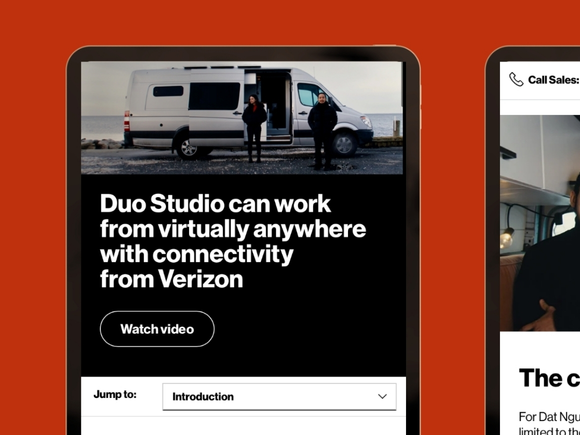 Duo Studio can work
from virtually anywhere
with connectivity
from Verizon
Watch video
Jump to:
Introduction
Call Sales:
The c
For Dat Ngu
limited to the